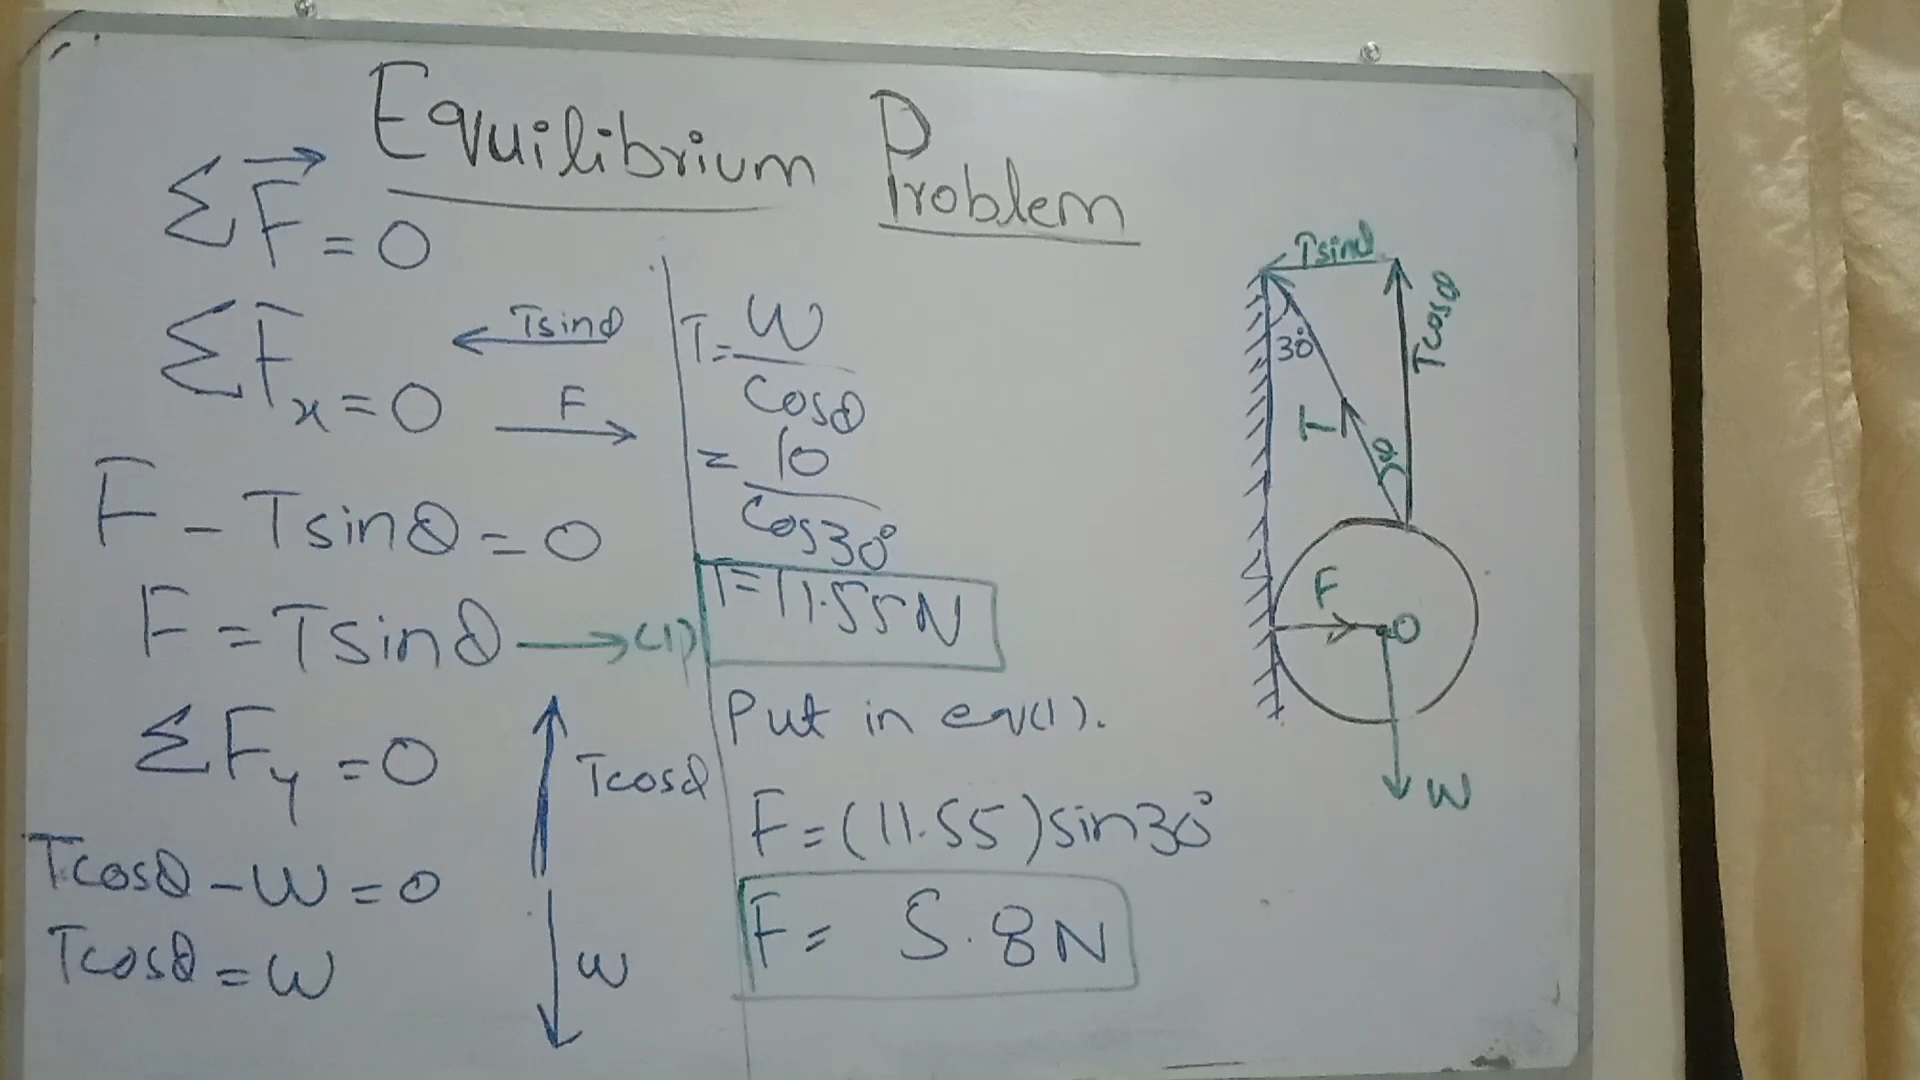 Equilibrium Problem
ΣF⃗ = 0
ΣFx = 0
Tsinθ
F
F - Tsinθ = 0
F = Tsinθ → (1)
ΣFy = 0
Tcosθ
Tcosθ - W = 0
Tcosθ = W
W
T = W / Cosθ
= 10 / Cos30°
T = 11.55N
Put in eq(1).
F = (11.55) sin30°
F = 5.8N
Tsinθ
Tcosθ
30°
T
θ
F
O
W